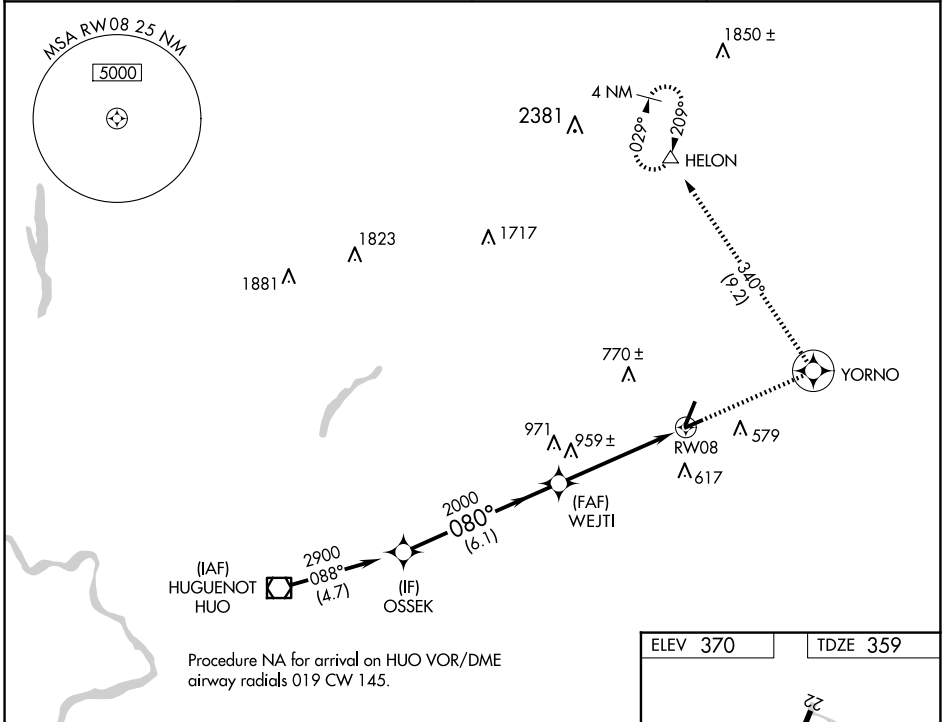 MSA RW08 25 NM
5000
1850 ±
4 NM
2381
029°
209°
HELON
1823
1717
1881
340°
(9.2)
770 ±
YORNO
971
959 ±
579
RW08
617
(FAF)
WEJTI
2000
080°
(6.1)
(IAF)
HUGUENOT
HUO
2900
088°
(4.7)
(IF)
OSSEK
Procedure NA for arrival on HUO VOR/DME
airway radials 019 CW 145.
ELEV 370
TDZE 359
22